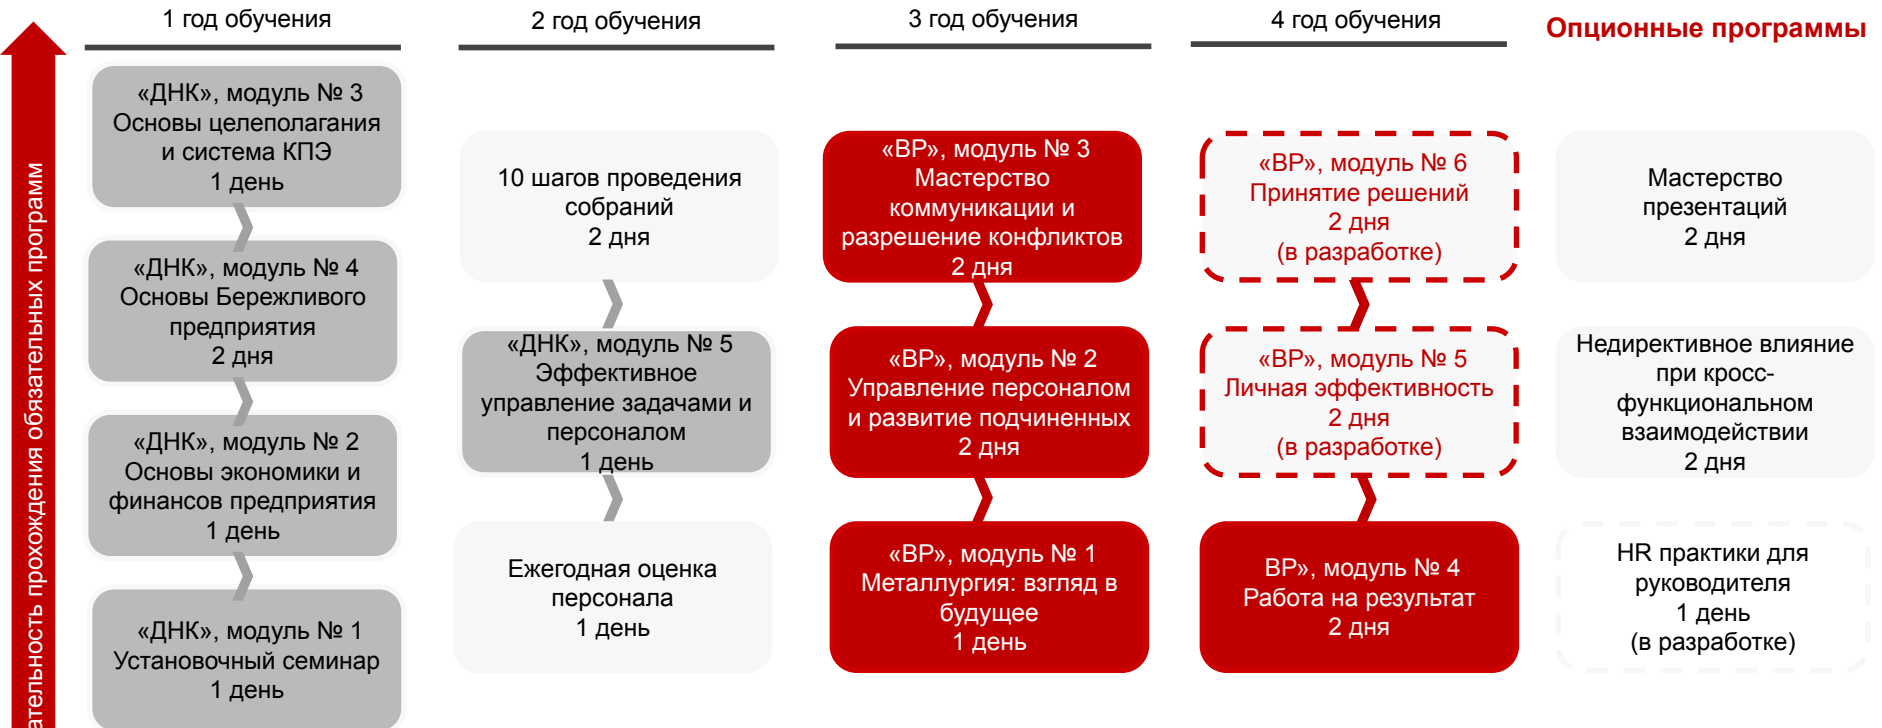 1 год обучения
2 год обучения
3 год обучения
4 год обучения
Опционные программы
обязательных программ
прохождения
«ДНК», модуль № 3
Основы целеполагания
и система КПЭ
1 день
«ДНК», модуль № 4
Основы Бережливого
предприятия
2 дня
«ДНК», модуль № 2
Основы экономики и
финансов предприятия
1 день
«ДНК», модуль № 1
Установочный семинар
1 день
10 шагов проведения
собраний
2 дня
«ДНК», модуль № 5
Эффективное
управление задачами и
персоналом
1 день
Ежегодная оценка
персонала
1 день
«ВР», модуль № 3
Мастерство
коммуникации и
разрешение конфликтов
2 дня
«ВР», модуль № 2
Управление персоналом
и развитие подчиненных
2 дня
«ВР», модуль № 1
Металлургия: взгляд в
будущее
1 день
«ВР», модуль № 6
Принятие решений
2 дня
(в разработке)
«ВР», модуль № 5
Личная эффективность
2 дня
(в разработке)
ВР», модуль № 4
Работа на результат
2 дня
Мастерство
презентаций
2 дня
Недирективное влияние
при кросс-
функциональном
взаимодействии
2 дня
HR практики для
руководителя
1 день
(в разработке)